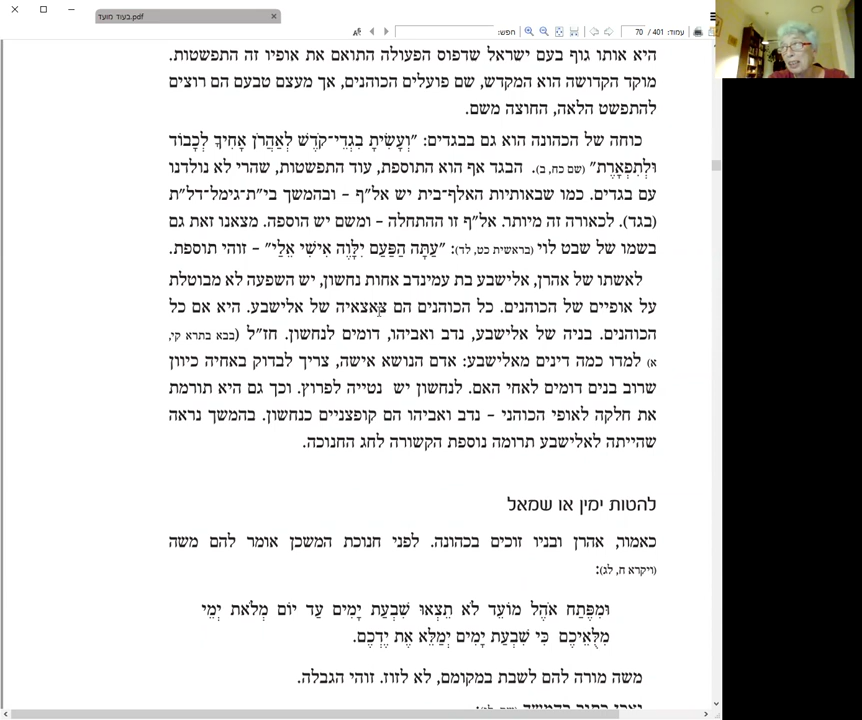 בעוד מועד.pdf
עמוד: 401/ 70
חיפש:
היא אותו גוף בעם ישראל שדפוס הפעולה התואם את אופיו זה התפשטות.
מוקד הקדושה הוא המקדש, שם פועלים הכוהנים, אך מעצם טבעם הם רוצים
להתפשט הלאה, החוצה משם.
כוחה של הכהונה הוא גם בבגדים: "וְעָשִׂיתָ בִגְדֵי־קֹדֶשׁ לְאַהֲרֹן אָחִיךָ לְכָבוֹד
וּלְתִפְאָרֶת" (שם כח, ב). הבגד אף הוא התוספת, עוד התפשטות, שהרי לא נולדנו
עם בגדים. כמו שבאותיות האלף־בית יש אל"ף – ובהמשך בי"ת־גימל־דל"ת
(בגד). לכאורה זה מיותר. אל"ף זו ההתחלה – ומשם יש הוספה. מצאנו זאת גם
בשמו של שבט לוי (בראשית כט, לד): "עַתָּה הַפַּעַם יִלָּוֶה אִישִׁי אֵלַי" – זוהי תוספת.
לאשתו של אהרן, אלישבע בת עמינדב אחות נחשון, יש השפעה לא מבוטלת
על אופיים של הכוהנים. כל הכוהנים הם צאצאיה של אלישבע. היא אם כל
הכוהנים. בניה של אלישבע, נדב ואביהו, דומים לנחשון. חז"ל (בבא בתרא קי,
א) למדו כמה דינים מאלישבע: אדם הנושא אישה, צריך לבדוק באחיה כיוון
שרוב בנים דומים לאחי האם. לנחשון יש נטייה לפרוץ. וכך גם היא תורמת
את חלקה לאופי הכוהני – נדב ואביהו הם קופצניים כנחשון. בהמשך נראה
שהייתה לאלישבע תרומה נוספת הקשורה לחג החנוכה.
להטות ימין או שמאל
כאמור, אהרן ובניו זוכים בכהונה. לפני חנוכת המשכן אומר להם משה
(ויקרא ח, לג):
וּמִפֶּתַח אֹהֶל מוֹעֵד לֹא תֵצְאוּ שִׁבְעַת יָמִים עַד יוֹם מְלֹאת יְמֵי
מִלֻּאֵיכֶם כִּי שִׁבְעַת יָמִים יְמַלֵּא אֶת יֶדְכֶם.
משה מורה להם לשבת במקומם, לא לזוז. זוהי הגבלה.